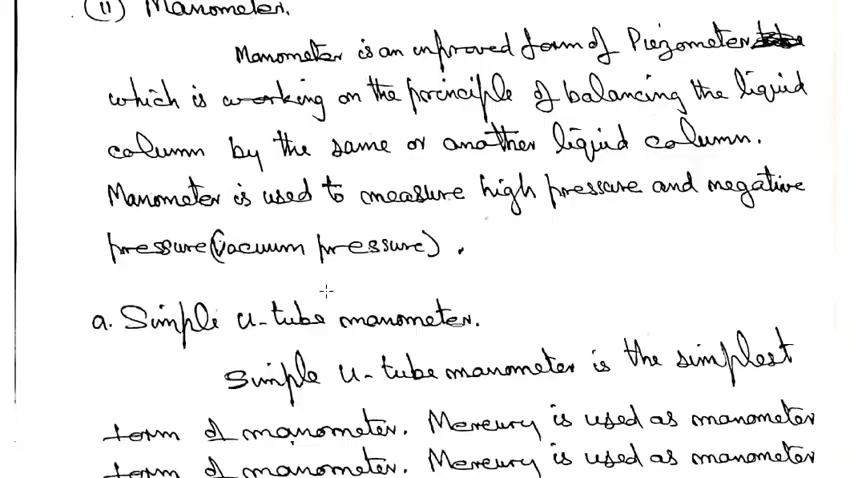 (ii) Manometer.
Manometer is an improved form of Piezometer
which is working on the principle of balancing the liquid
column by the same or another liquid column.
Manometer is used to measure high pressure and negative
pressure (Vacuum pressure).
a. Simple U-tube manometer.
Simple U-tube manometer is the simplest
form of manometer. Mercury is used as manometer
form of manometer. Mercury is used as manometer